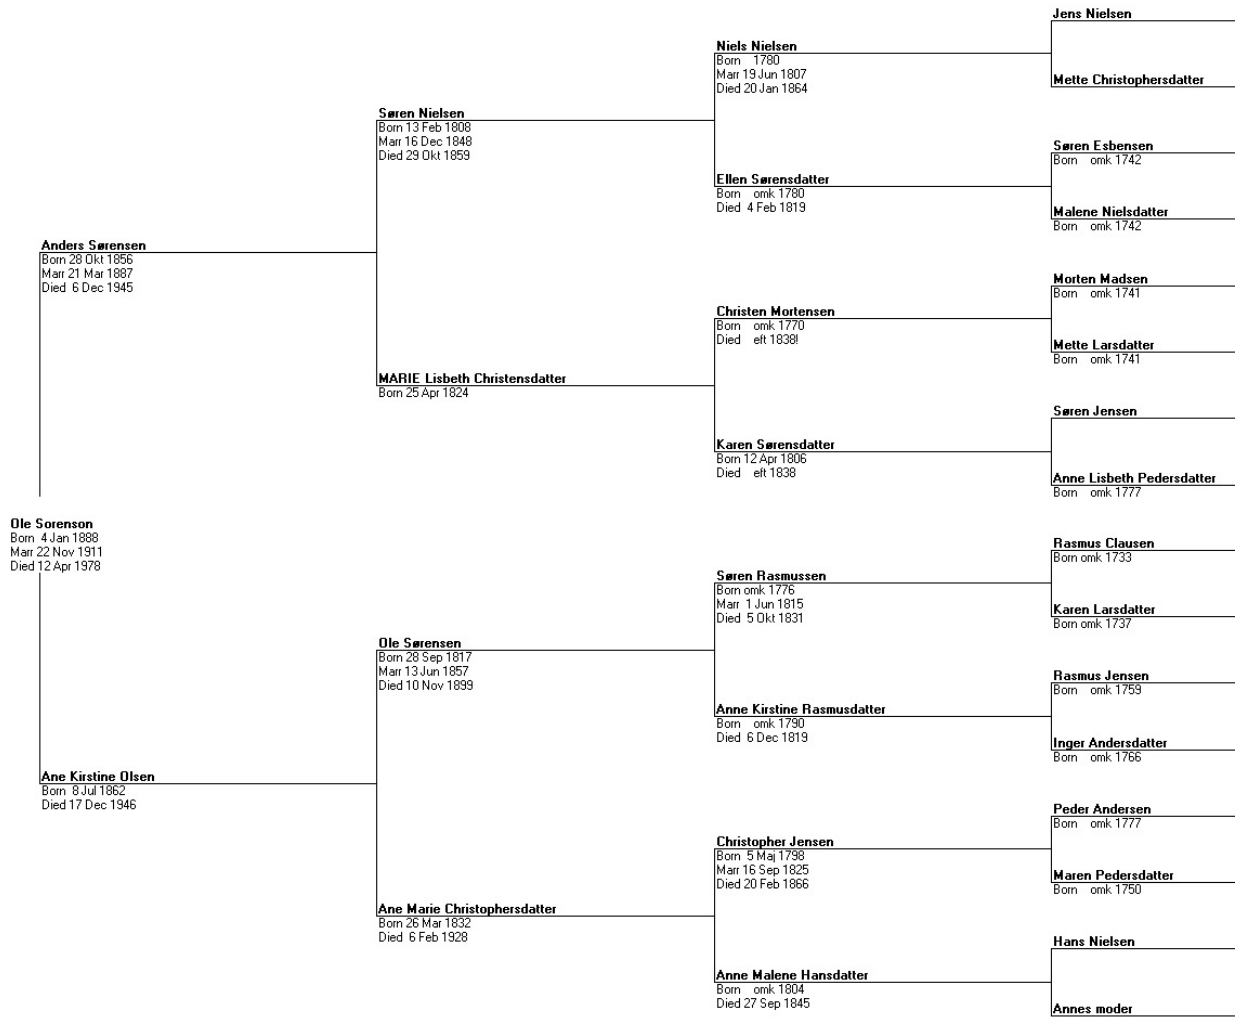 Jens Nielsen
Niels Nielsen
Born 1780
Marr 19 Jun 1807
Died 20 Jan 1864
Mette Christophersdatter
Søren Nielsen
Born 13 Feb 1808
Marr 16 Dec 1848
Died 29 Okt 1859
Søren Esbensen
Born omk 1742
Ellen Sørensdatter
Born omk 1780
Died 4 Feb 1819
Malene Nielsdatter
Born omk 1742
Anders Sørensen
Born 28 Okt 1856
Marr 21 Mar 1887
Died 6 Dec 1945
Morten Madsen
Born omk 1741
Christen Mortensen
Born omk 1770
Died eft 1838!
Mette Larsdatter
Born omk 1741
MARIE Lisbeth Christensdatter
Born 25 Apr 1824
Søren Jensen
Karen Sørensdatter
Born 12 Apr 1806
Died eft 1838
Anne Lisbeth Pedersdatter
Born omk 1777
Ole Sorenson
Born 4 Jan 1888
Marr 22 Nov 1911
Died 12 Apr 1978
Rasmus Clausen
Born omk 1733
Søren Rasmussen
Born omk 1776
Marr 1 Jun 1815
Died 5 Okt 1831
Karen Larsdatter
Born omk 1737
Ole Sørensen
Born 28 Sep 1817
Marr 13 Jun 1857
Died 10 Nov 1899
Rasmus Jensen
Born omk 1759
Anne Kirstine Rasmusdatter
Born omk 1790
Died 6 Dec 1819
Inger Andersdatter
Born omk 1766
Ane Kirstine Olsen
Born 8 Jul 1862
Died 17 Dec 1946
Peder Andersen
Born omk 1777
Christopher Jensen
Born 5 Maj 1798
Marr 16 Sep 1825
Died 20 Feb 1866
Maren Pedersdatter
Born omk 1750
Ane Marie Christophersdatter
Born 26 Mar 1832
Died 6 Feb 1928
Hans Nielsen
Anne Malene Hansdatter
Born omk 1804
Died 27 Sep 1845
Annes moder